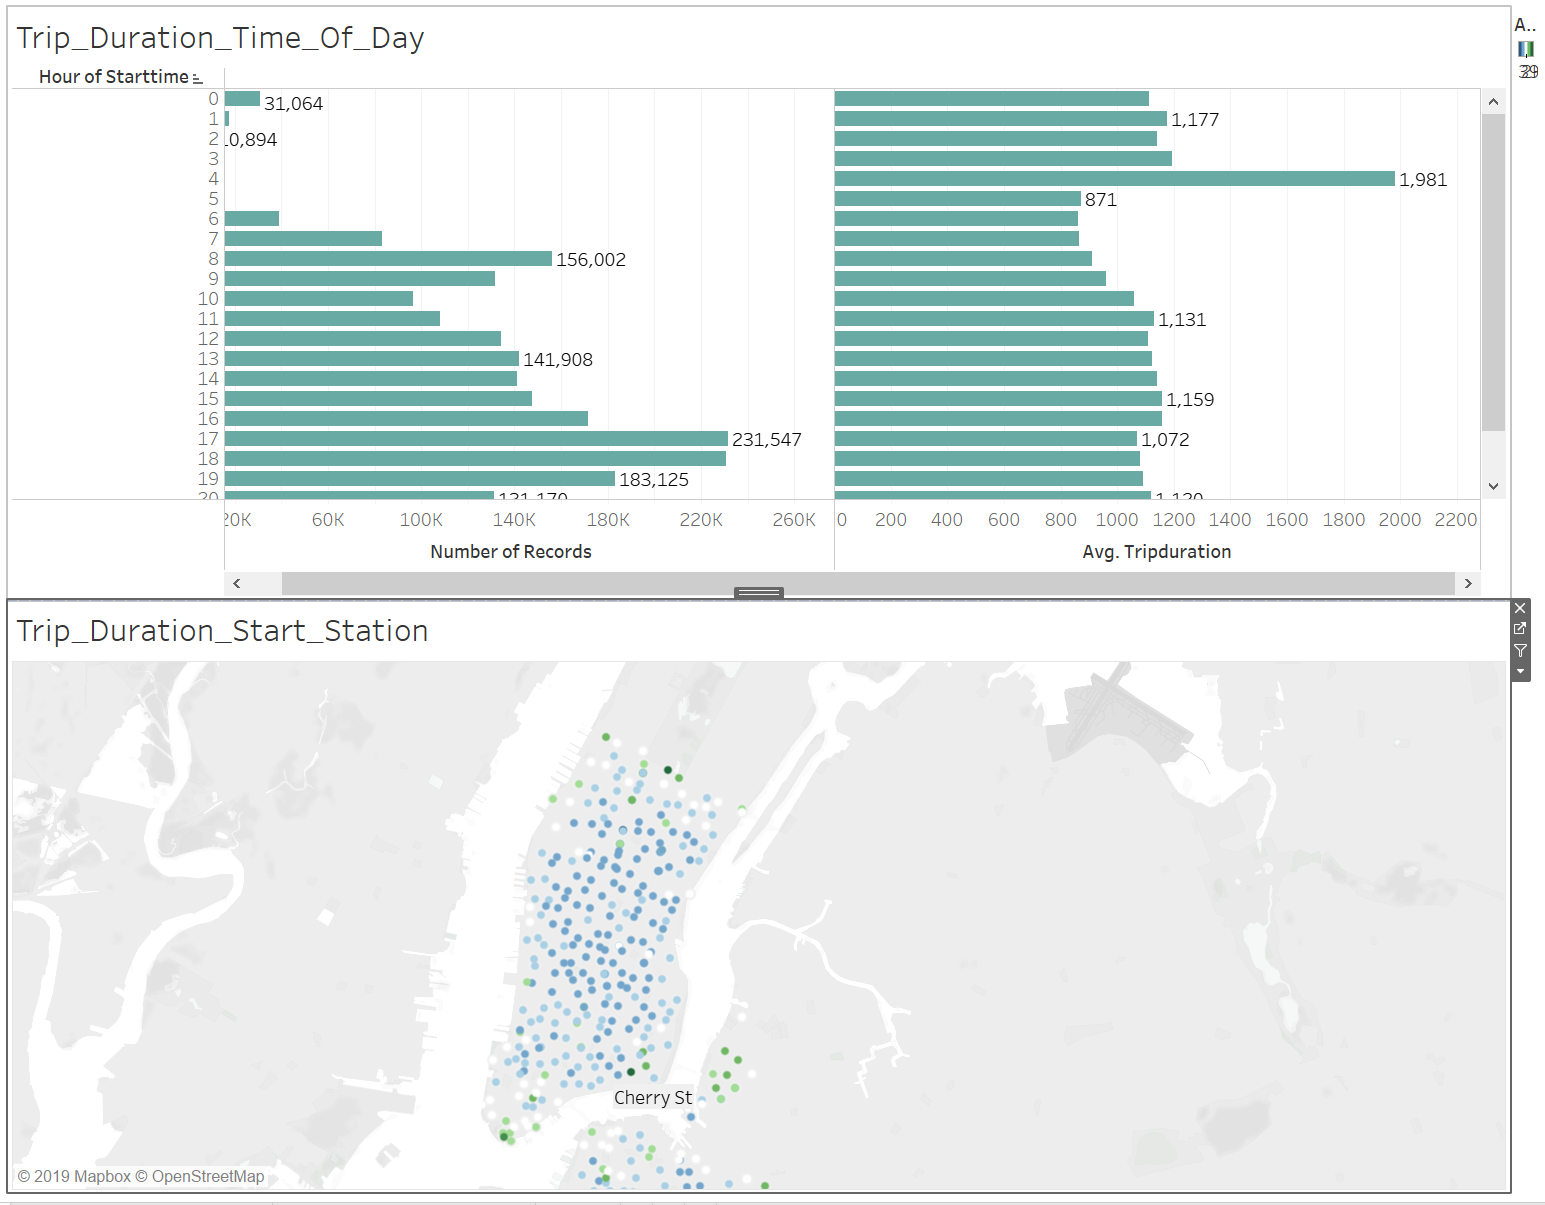 Trip_Duration_Time_Of_Day
A..
Hour of Starttime
0 31,064
1 1,177
2 0,894
3
4 1,981
5 871
6
7
8 156,002
9
10
11 1,131
12
13 141,908
14
15 1,159
16
17 231,547 1,072
18
19 183,125
20 131,170 1,120
20K 60K 100K 140K 180K 220K 260K 0 200 400 600 800 1000 1200 1400 1600 1800 2000 2200
Number of Records Avg. Tripduration
Trip_Duration_Start_Station
Cherry St
© 2019 Mapbox © OpenStreetMap